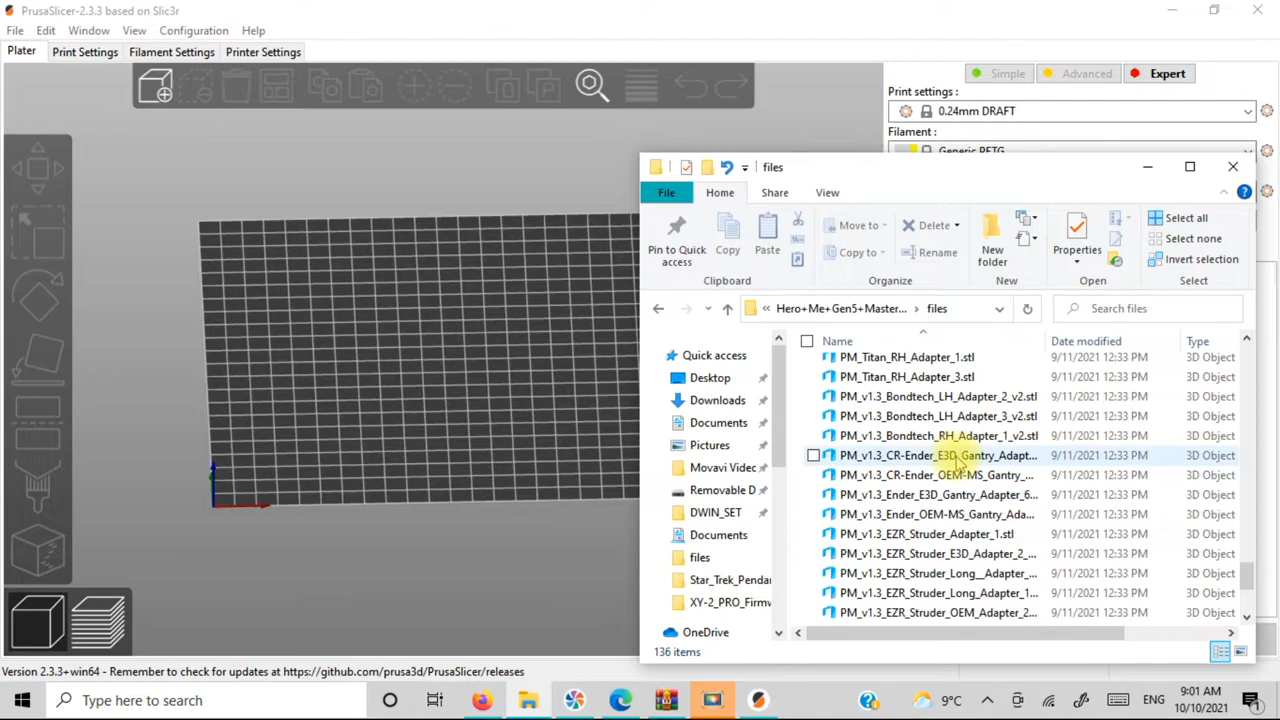 PrusaSlicer-2.3.3 based on Slic3r
File Edit Window View Configuration Help
Plater Print Settings Filament Settings Printer Settings
Simple Advanced Expert
Print settings :
0.24mm DRAFT
Filament :
Generic PETG
files
File Home Share View
Pin to Quick access
Copy
Paste
Move to
Copy to
Delete
Rename
New folder
Properties
Select all
Select none
Invert selection
Clipboard Organize New Open Select
« Hero+Me+Gen5+Master... › files
Search files
Name Date modified Type
Quick access
Desktop
Downloads
Documents
Pictures
Movavi Videc
Removable D
DWIN_SET
Documents
files
Star_Trek_Penda
XY-2_PRO_Firmv
OneDrive
PM_Titan_RH_Adapter_1.stl 9/11/2021 12:33 PM 3D Object
PM_Titan_RH_Adapter_3.stl 9/11/2021 12:33 PM 3D Object
PM_v1.3_Bondtech_LH_Adapter_2_v2.stl 9/11/2021 12:33 PM 3D Object
PM_v1.3_Bondtech_LH_Adapter_3_v2.stl 9/11/2021 12:33 PM 3D Object
PM_v1.3_Bondtech_RH_Adapter_1_v2.stl 9/11/2021 12:33 PM 3D Object
PM_v1.3_CR-Ender_E3D_Gantry_Adapt... 9/11/2021 12:33 PM 3D Object
PM_v1.3_CR-Ender_OEM-MS_Gantry_... 9/11/2021 12:33 PM 3D Object
PM_v1.3_Ender_E3D_Gantry_Adapter_6... 9/11/2021 12:33 PM 3D Object
PM_v1.3_Ender_OEM-MS_Gantry_Ada... 9/11/2021 12:33 PM 3D Object
PM_v1.3_EZR_Struder_Adapter_1.stl 9/11/2021 12:33 PM 3D Object
PM_v1.3_EZR_Struder_E3D_Adapter_2_... 9/11/2021 12:33 PM 3D Object
PM_v1.3_EZR_Struder_Long__Adapter_... 9/11/2021 12:33 PM 3D Object
PM_v1.3_EZR_Struder_Long_Adapter_1... 9/11/2021 12:33 PM 3D Object
PM_v1.3_EZR_Struder_OEM_Adapter_2... 9/11/2021 12:33 PM 3D Object
136 items
Version 2.3.3+win64 - Remember to check for updates at https://github.com/prusa3d/PrusaSlicer/releases
Type here to search
9°C
ENG
9:01 AM
10/10/2021
1